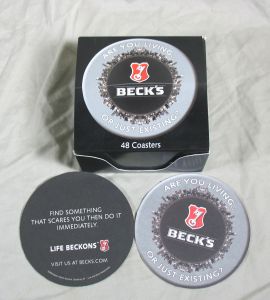 ARE YOU LIVING
BECK'S
OR JUST EXISTING?
48 Coasters
FIND SOMETHING
THAT SCARES YOU THEN DO IT
IMMEDIATELY.
LIFE BECKONS
VISIT US AT BECKS.COM
ARE YOU LIVING
BECK'S
OR JUST EXISTING?